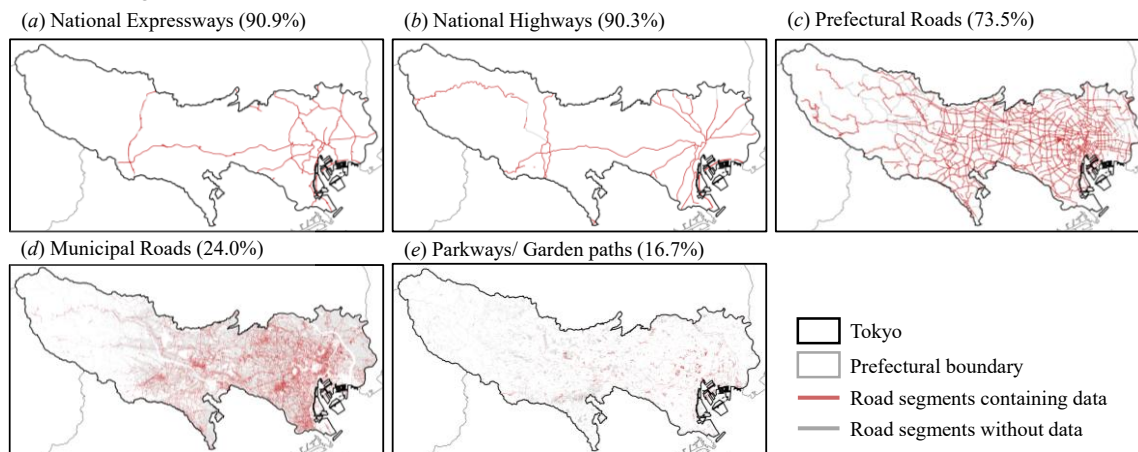 (a) National Expressways (90.9%)
(b) National Highways (90.3%)
(c) Prefectural Roads (73.5%)
(d) Municipal Roads (24.0%)
(e) Parkways/ Garden paths (16.7%)
Tokyo
Prefectural boundary
Road segments containing data
Road segments without data